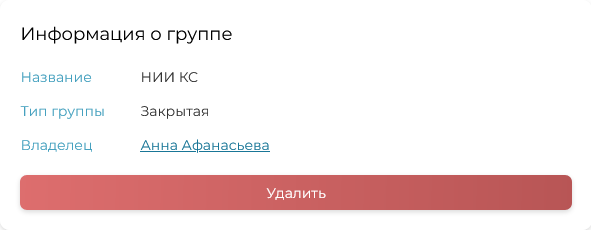 Информация о группе
Название НИИ КС
Тип группы Закрытая
Владелец Анна Афанасьева
Удалить